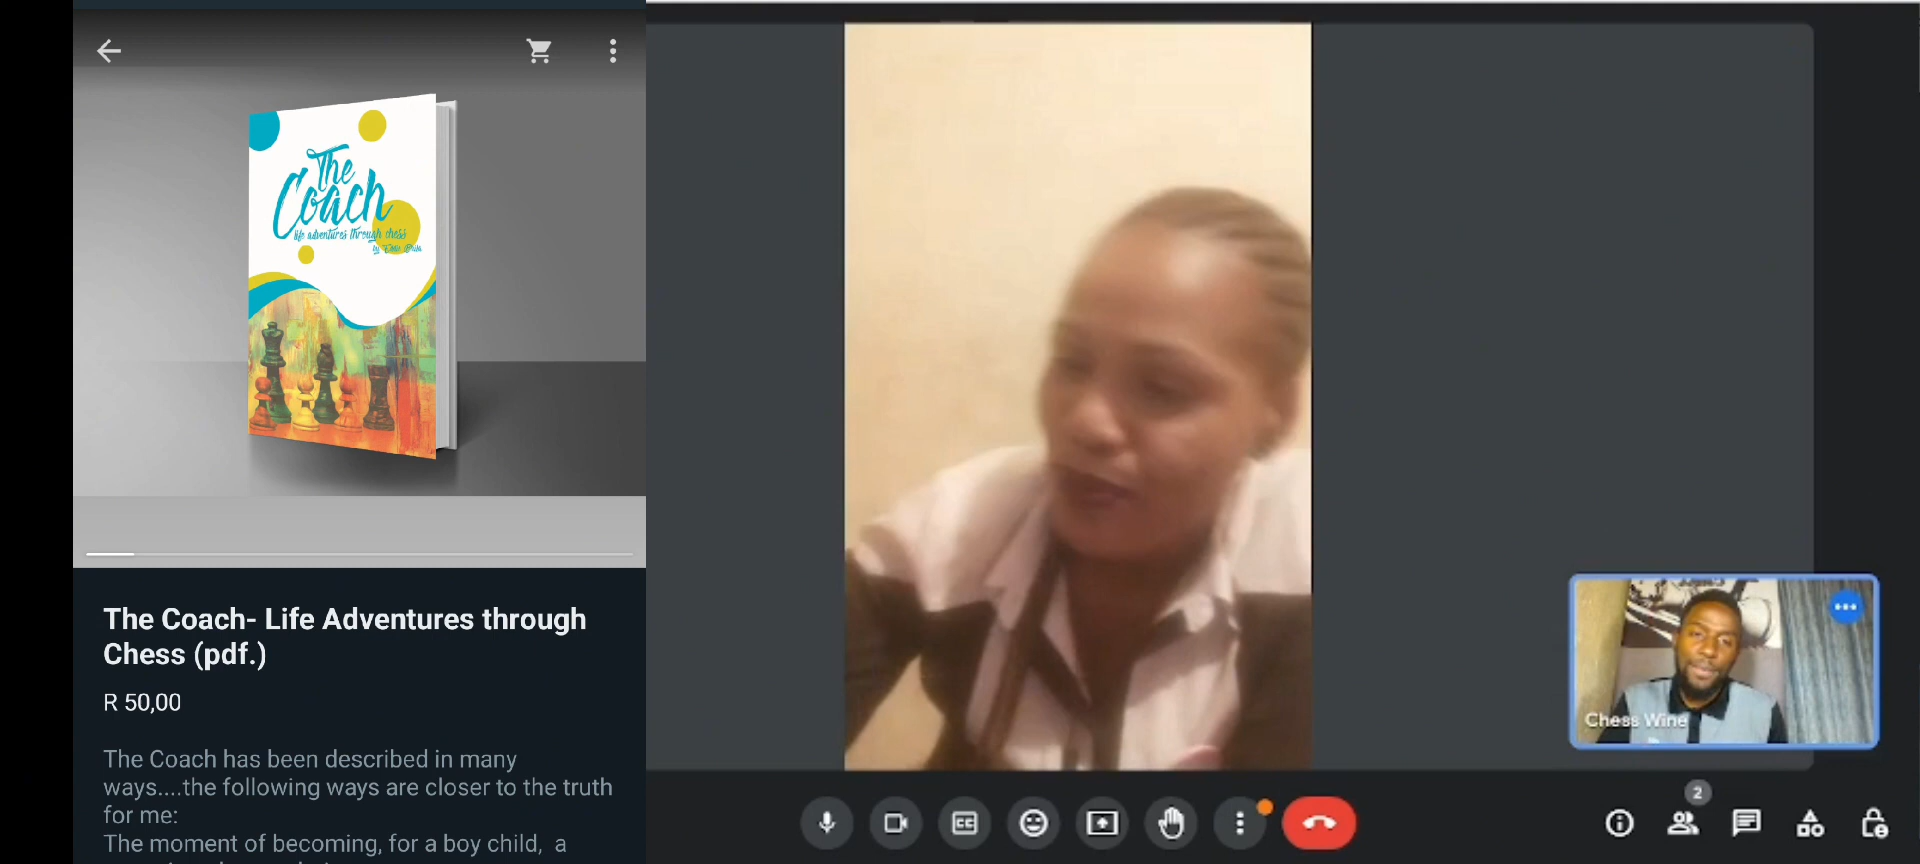 The
Coach
life adventures through chess
by
The Coach- Life Adventures through
Chess (pdf.)
R 50,00
The Coach has been described in many
ways....the following ways are closer to the truth
for me:
The moment of becoming, for a boy child, a
CC
2
Chess Wine